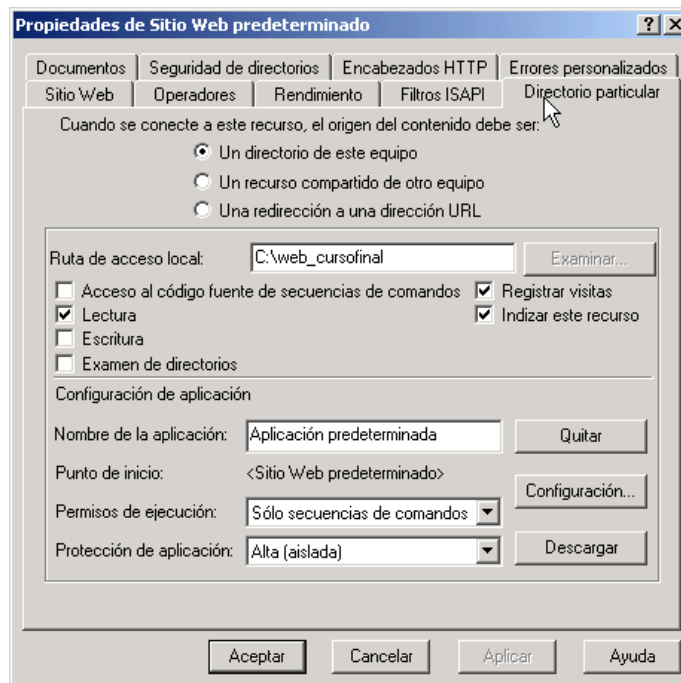 Propiedades de Sitio Web predeterminado
Documentos Seguridad de directorios Encabezados HTTP Errores personalizados
Sitio Web Operadores Rendimiento Filtros ISAPI Directorio particular
Cuando se conecte a este recurso, el origen del contenido debe ser:
Un directorio de este equipo
Un recurso compartido de otro equipo
Una redirección a una dirección URL
Ruta de acceso local: C:\web_cursofinal Examinar...
Acceso al código fuente de secuencias de comandos Registrar visitas
Lectura Indizar este recurso
Escritura
Examen de directorios
Configuración de aplicación
Nombre de la aplicación: Aplicación predeterminada Quitar
Punto de inicio: <Sitio Web predeterminado>
Configuración...
Permisos de ejecución: Sólo secuencias de comandos
Protección de aplicación: Alta (aislada) Descargar
Aceptar Cancelar Aplicar Ayuda